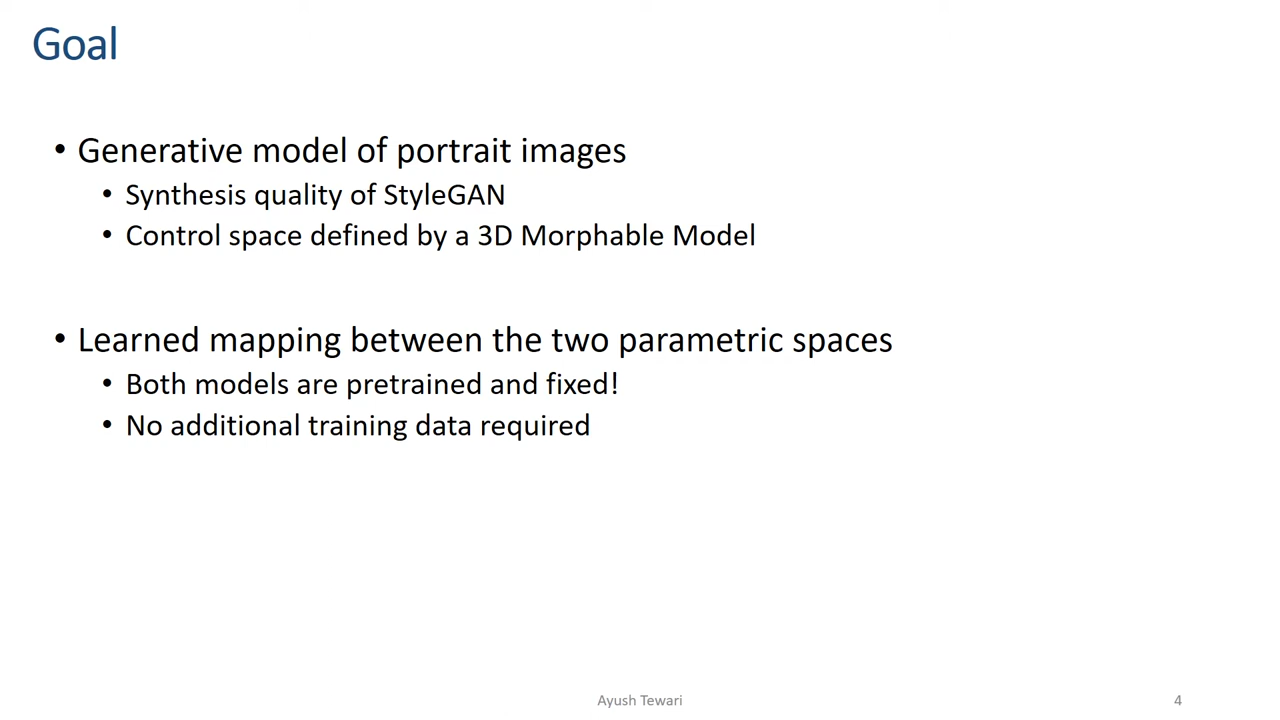 Goal
• Generative model of portrait images
• Synthesis quality of StyleGAN
• Control space defined by a 3D Morphable Model
• Learned mapping between the two parametric spaces
• Both models are pretrained and fixed!
• No additional training data required
Ayush Tewari
4